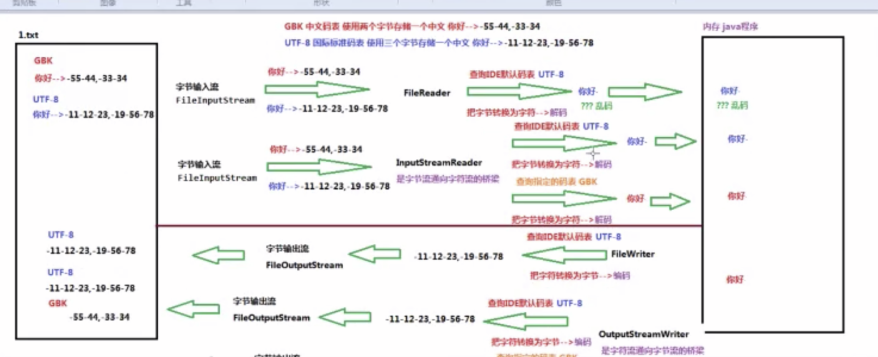 图像
工具
形状
颜色
GBK 中文码表 使用两个字节存储一个中文 你好-->-55-44,-33-34
UTF-8 国际标准码表 使用三个字节存储一个中文 你好-->-11-12-23,-19-56-78
内存 java程序
1.txt
GBK
你好-->-55-44,-33-34
UTF-8
你好-->-11-12-23,-19-56-78
字节输入流
FileInputStream
你好-->-55-44,-33-34
你好-->-11-12-23,-19-56-78
FileReader
查询IDE默认码表 UTF-8
把字节转换为字符-->解码
你好-
??? 乱码
你好-
??? 乱码
字节输入流
FileInputStream
你好-->-55-44,-33-34
你好-->-11-12-23,-19-56-78
InputStreamReader
是字节流通向字符流的桥梁
查询IDE默认码表 UTF-8
把字节转换为字符-->解码
你好-
你好-
查询指定的码表 GBK
把字节转换为字符-->解码
你好
你好
UTF-8
-11-12-23,-19-56-78
字节输出流
FileOutputStream
-11-12-23,-19-56-78
查询IDE默认码表 UTF-8
把字符转换为字节-->编码
FileWriter
你好
UTF-8
-11-12-23,-19-56-78
GBK
-55-44,-33-34
字节输出流
FileOutputStream
-11-12-23,-19-56-78
查询IDE默认码表 UTF-8
把字符转换为字节-->编码
OutputStreamWriter
是字符流通向字节流的桥梁